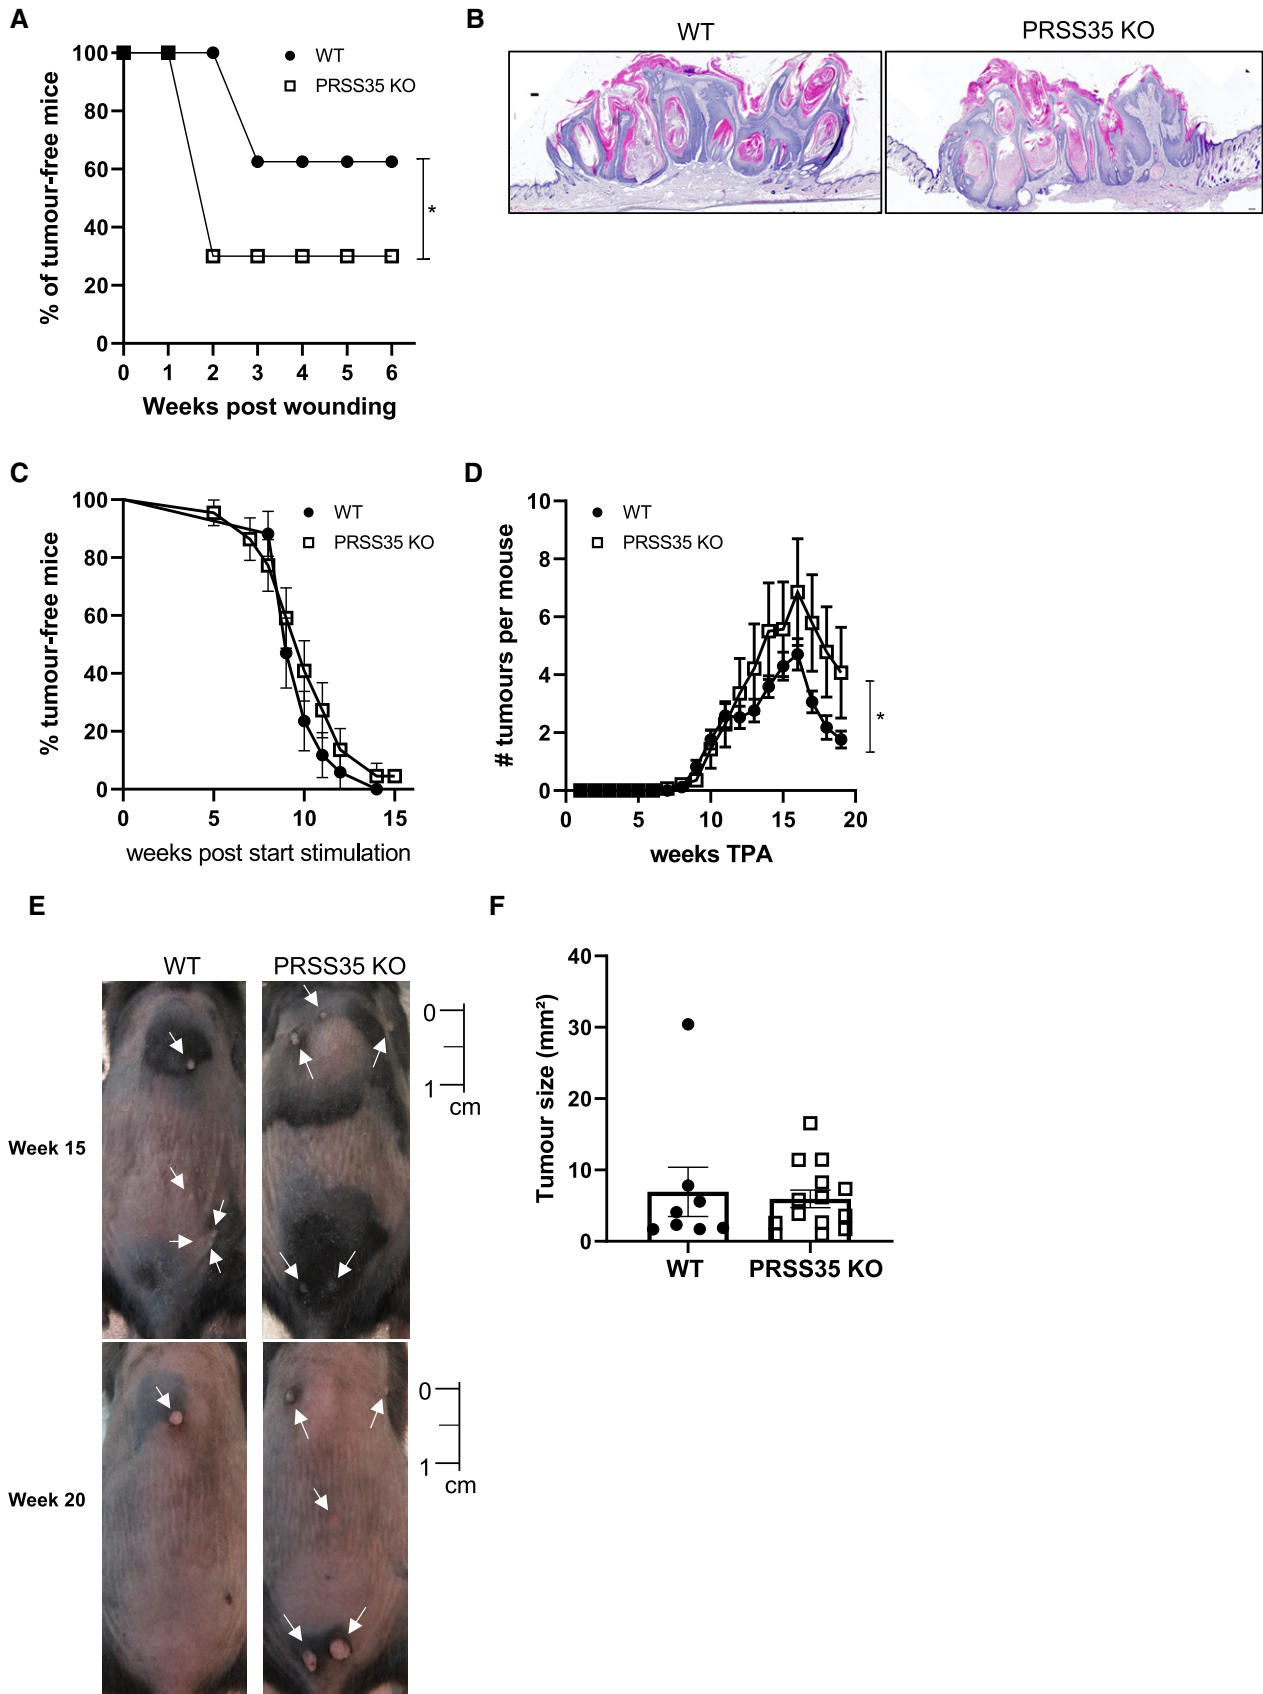 A
100
80
60
40
20
0
% of tumour-free mice
WT
PRSS35 KO
*
0 1 2 3 4 5 6
Weeks post wounding
B
WT PRSS35 KO
C
100
80
60
40
20
0
% tumour-free mice
WT
PRSS35 KO
0 5 10 15
weeks post start stimulation
D
10
8
6
4
2
0
# tumours per mouse
WT
PRSS35 KO
*
0 5 10 15 20
weeks TPA
E
WT PRSS35 KO
Week 15
0
1
cm
Week 20
0
1
cm
F
40
30
20
10
0
Tumour size (mm²)
WT PRSS35 KO